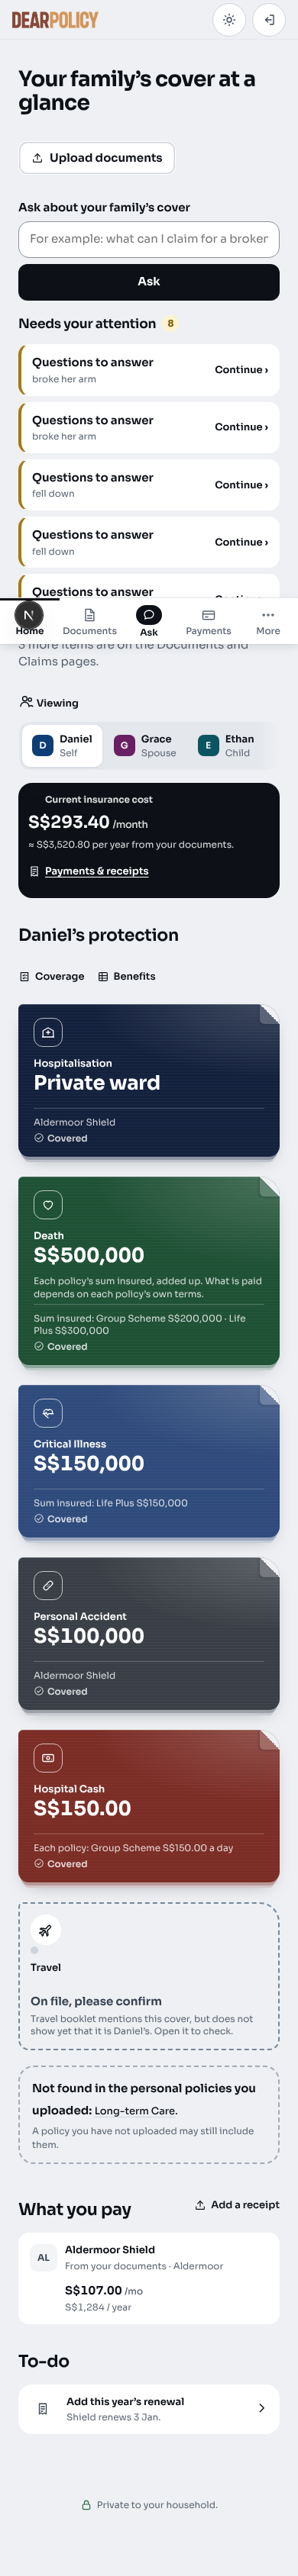 DEARPOLICY
Your family's cover at a
glance
Upload documents
Ask about your family's cover
For example: what can I claim for a broker
Ask
Needs your attention 8
Questions to answer
broke her arm
Continue ›
Questions to answer
broke her arm
Continue ›
Questions to answer
fell down
Continue ›
Questions to answer
fell down
Continue ›
Questions to answer
N
Home
Documents
Ask
Payments
More
3 more items are on the Documents and
Claims pages.
Viewing
D
Daniel
Self
G
Grace
Spouse
E
Ethan
Child
Current insurance cost
S$293.40 /month
≈ S$3,520.80 per year from your documents.
Payments & receipts
Daniel's protection
Coverage
Benefits
Hospitalisation
Private ward
Aldermoor Shield
Covered
Death
S$500,000
Each policy's sum insured, added up. What is paid
depends on each policy's own terms.
Sum insured: Group Scheme S$200,000 · Life
Plus S$300,000
Covered
Critical Illness
S$150,000
Sum insured: Life Plus S$150,000
Covered
Personal Accident
S$100,000
Aldermoor Shield
Covered
Hospital Cash
S$150.00
Each policy: Group Scheme S$150.00 a day
Covered
Travel
On file, please confirm
Travel booklet mentions this cover, but does not
show yet that it is Daniel's. Open it to check.
Not found in the personal policies you
uploaded: Long-term Care.
A policy you have not uploaded may still include
them.
What you pay
Add a receipt
AL
Aldermoor Shield
From your documents · Aldermoor
S$107.00 /mo
S$1,284 / year
To-do
Add this year's renewal
Shield renews 3 Jan.
Private to your household.